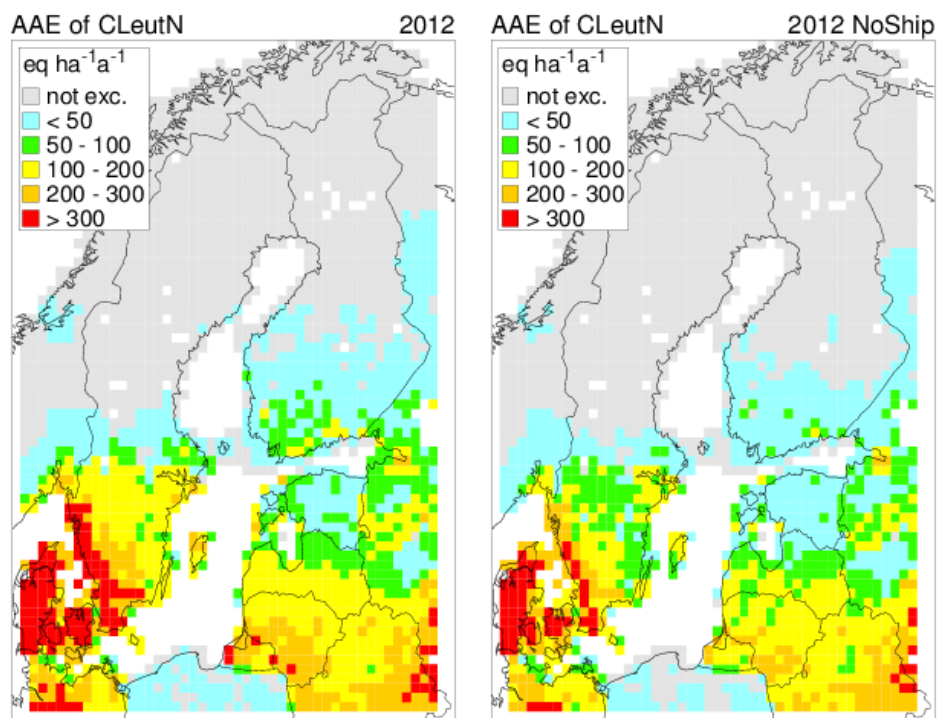 AAE of CLeutN 2012
eq ha⁻¹a⁻¹
not exc.
< 50
50 - 100
100 - 200
200 - 300
> 300
AAE of CLeutN 2012 NoShip
eq ha⁻¹a⁻¹
not exc.
< 50
50 - 100
100 - 200
200 - 300
> 300